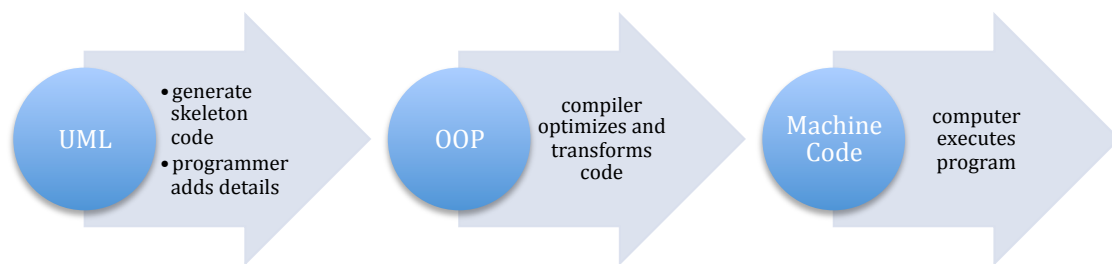 UML
• generate
skeleton
code
• programmer
adds details
OOP
compiler
optimizes and
transforms
code
Machine
Code
computer
executes
program